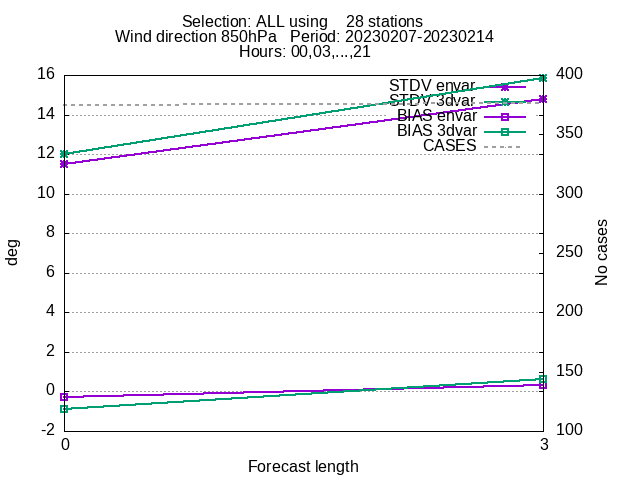 Selection: ALL using    28 stations
Wind direction 850hPa   Period: 20230207-20230214
Hours: 00,03,...,21
16 400
STDV envar
STDV 3dvar
14
BIAS envar
BIAS 3dvar 350
CASES
12
10 300
8
deg No cases
250
6
4 200
2
150
0
-2 100
0 3
Forecast length